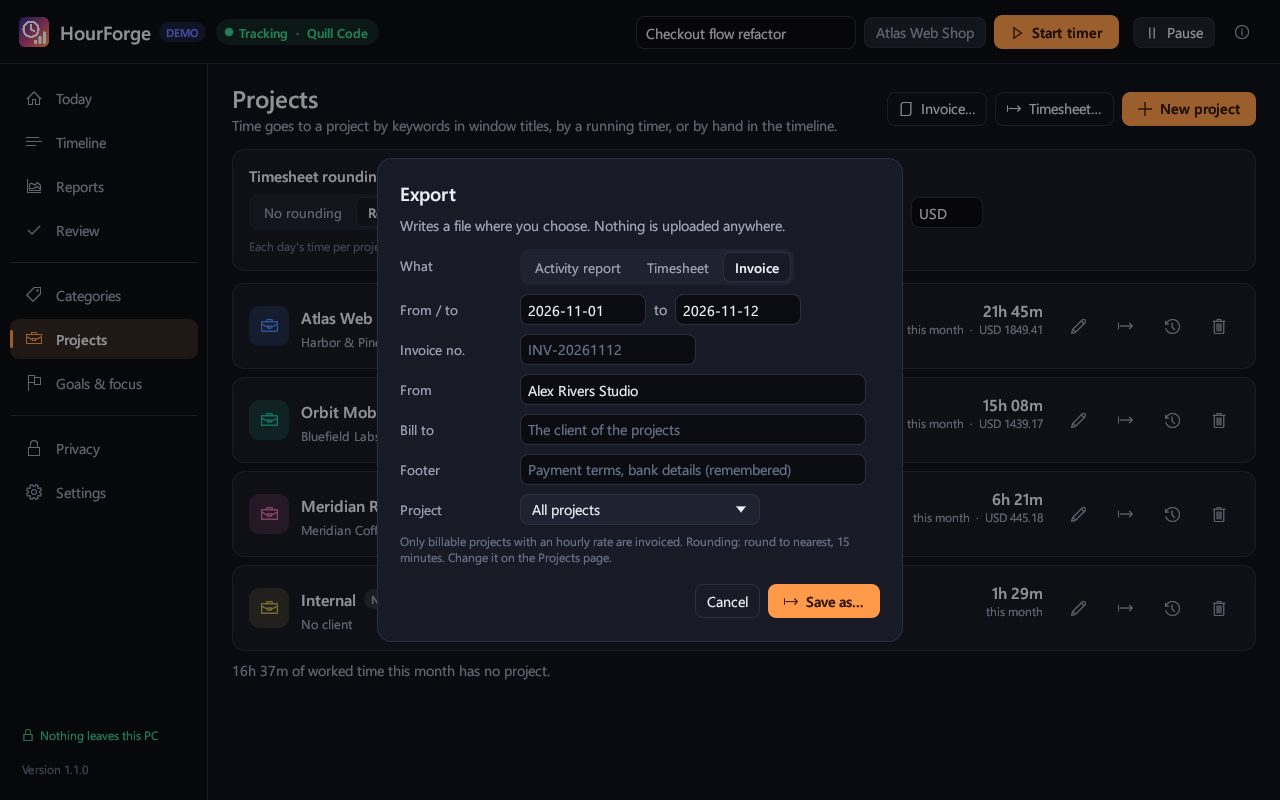 HourForge DEMO Tracking · Quill Code Checkout flow refactor Atlas Web Shop Start timer Pause
Today
Timeline
Reports
Review
Categories
Projects
Goals & focus
Privacy
Settings
Nothing leaves this PC
Version 1.1.0
Projects
Time goes to a project by keywords in window titles, by a running timer, or by hand in the timeline.
Invoice... Timesheet... New project
Timesheet
No rounding
USD
Each day's time per
Atlas Web 21h 45m
Harbor & this month · USD 1849.41
Orbit 15h 08m
Bluefield this month · USD 1439.17
Meridian 6h 21m
Meridian this month · USD 445.18
Internal 1h 29m
No client this month
16h 37m of worked time this month has no project.
Export
Writes a file where you choose. Nothing is uploaded anywhere.
What Activity report Timesheet Invoice
From / to 2026-11-01 to 2026-11-12
Invoice no. INV-20261112
From Alex Rivers Studio
Bill to The client of the projects
Footer Payment terms, bank details (remembered)
Project All projects
Only billable projects with an hourly rate are invoiced. Rounding: round to nearest, 15
minutes. Change it on the Projects page.
Cancel Save as...